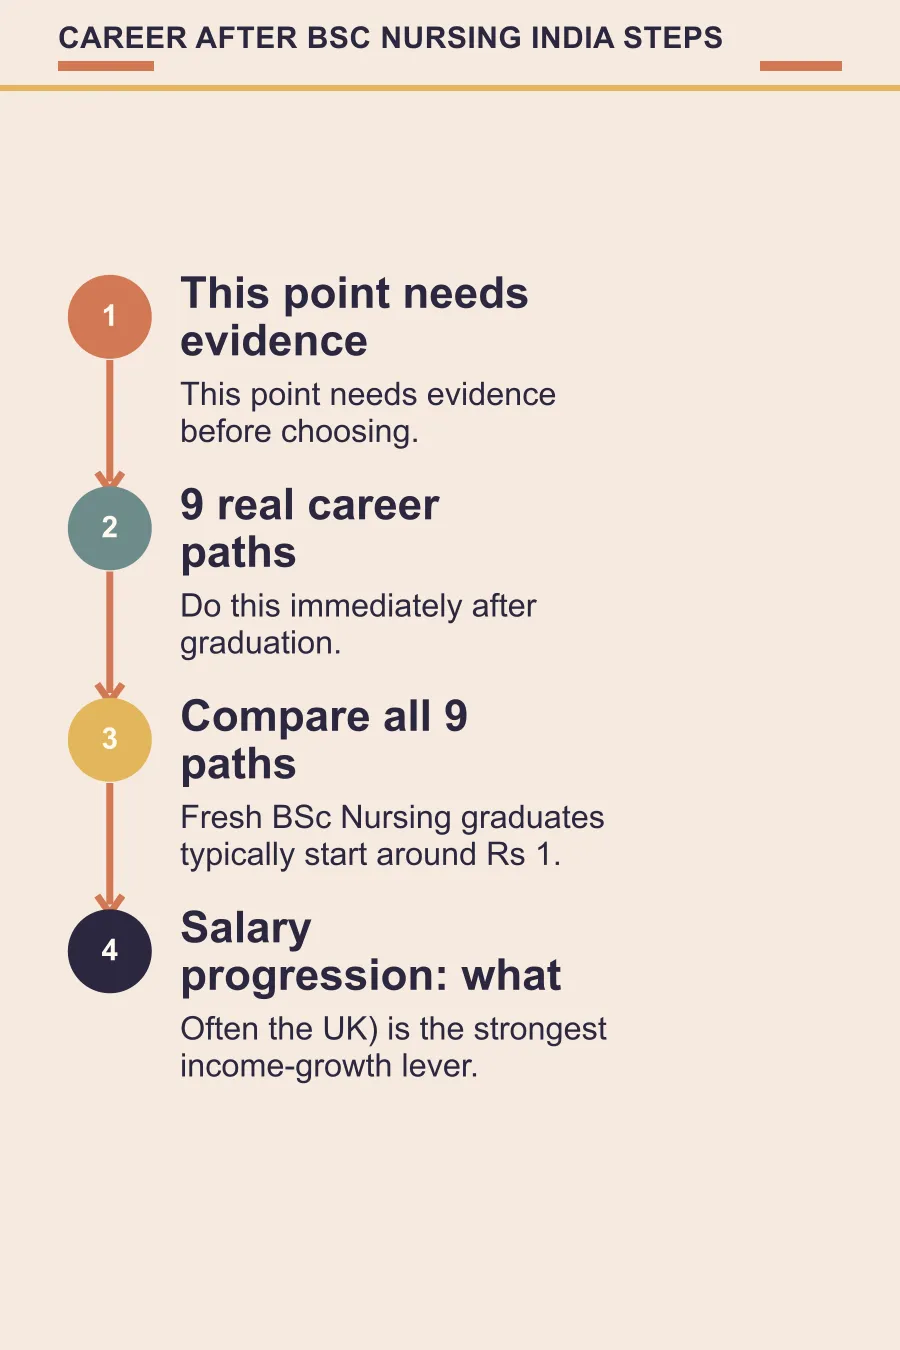 CAREER AFTER BSC NURSING INDIA STEPS
1
This point needs
evidence
This point needs evidence
before choosing.
2
9 real career
paths
Do this immediately after
graduation.
3
Compare all 9
paths
Fresh BSc Nursing graduates
typically start around Rs 1.
4
Salary
progression: what
Often the UK) is the strongest
income-growth lever.